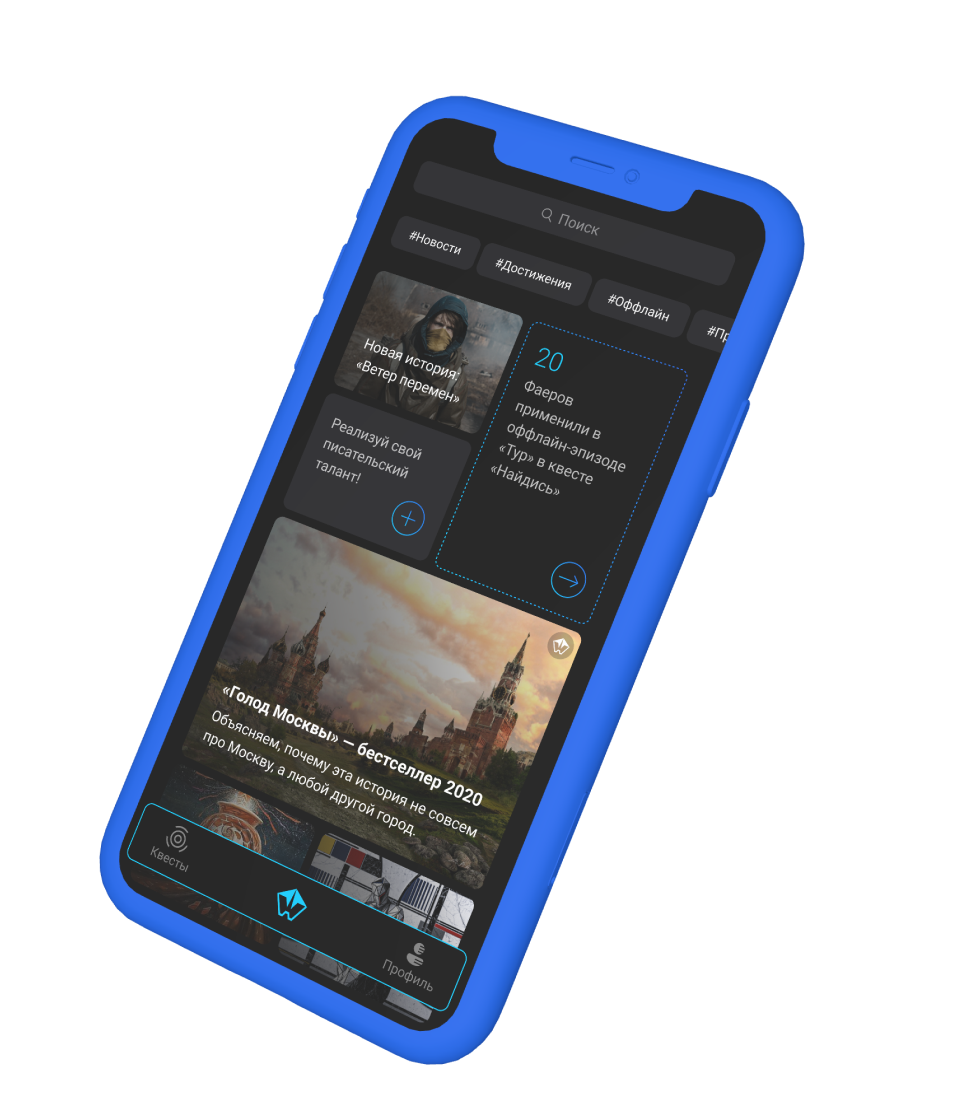 Поиск
#Новости
#Достижения
#Оффлайн
#Пр
Новая история:
«Ветер перемен»
20
Фаеров
применили в
оффлайн-эпизоде
«Тур» в квесте
«Найдись»
Реализуй свой
писательский
талант!
«Голод Москвы» — бестселлер 2020
Объясняем, почему эта история не совсем
про Москву, а любой другой город.
Квесты
Профиль